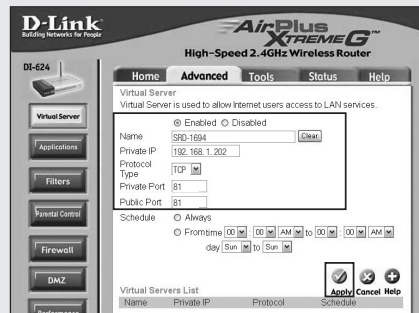 D-Link
Building Networks for People
AirPlus
XTREME G
High-Speed 2.4GHz Wireless Router
DI-624
Home Advanced Tools Status Help
Virtual Server
Virtual Server is used to allow Internet users access to LAN services.
Enabled Disabled
Name SRD-1694 Clear
Private IP 192.168.1.202
Protocol Type TCP
Private Port 81
Public Port 81
Schedule Always
From time 00 : 00 AM to 00 : 00 AM
day Sun to Sun
Apply Cancel Help
Virtual Servers List
Name Private IP Protocol Schedule
Virtual Server
Applications
Filters
Parental Control
Firewall
DMZ
Performance